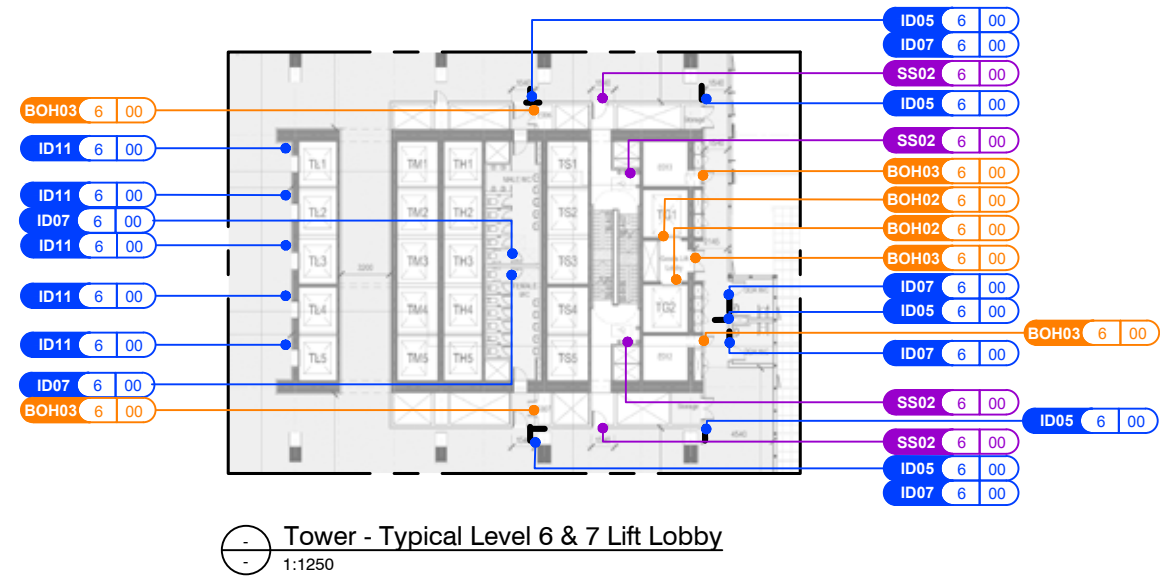 ID05 6 00
ID07 6 00
SS02 6 00
ID05 6 00
BOH03 6 00
SS02 6 00
ID11 6 00
BOH03 6 00
ID11 6 00
BOH02 6 00
ID07 6 00
BOH02 6 00
ID11 6 00
BOH03 6 00
ID11 6 00
ID07 6 00
ID05 6 00
BOH03 6 00
ID11 6 00
ID07 6 00
ID07 6 00
BOH03 6 00
SS02 6 00
ID05 6 00
SS02 6 00
ID05 6 00
ID07 6 00
TL1 TM1 TH1 TS1
TL2 TM2 TH2 TS2 TG1
TL3 TM3 TH3 TS3
TL4 TM4 TH4 TS4 TG2
TL5 TM5 TH5 TS5
MALE WC
3200
Tower - Typical Level 6 & 7 Lift Lobby
1:1250